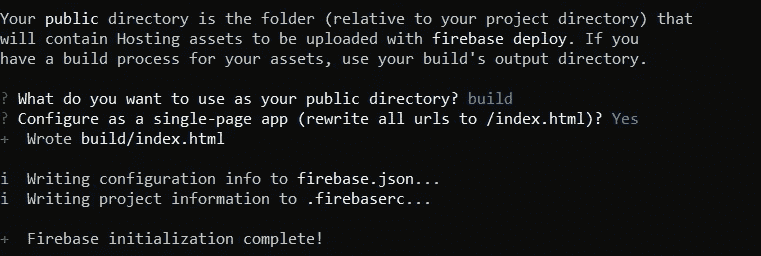 Your public directory is the folder (relative to your project directory) that
will contain Hosting assets to be uploaded with firebase deploy. If you
have a build process for your assets, use your build's output directory.
? What do you want to use as your public directory? build
? Configure as a single-page app (rewrite all urls to /index.html)? Yes
+ Wrote build/index.html
i Writing configuration info to firebase.json...
i Writing project information to .firebaserc...
+ Firebase initialization complete!